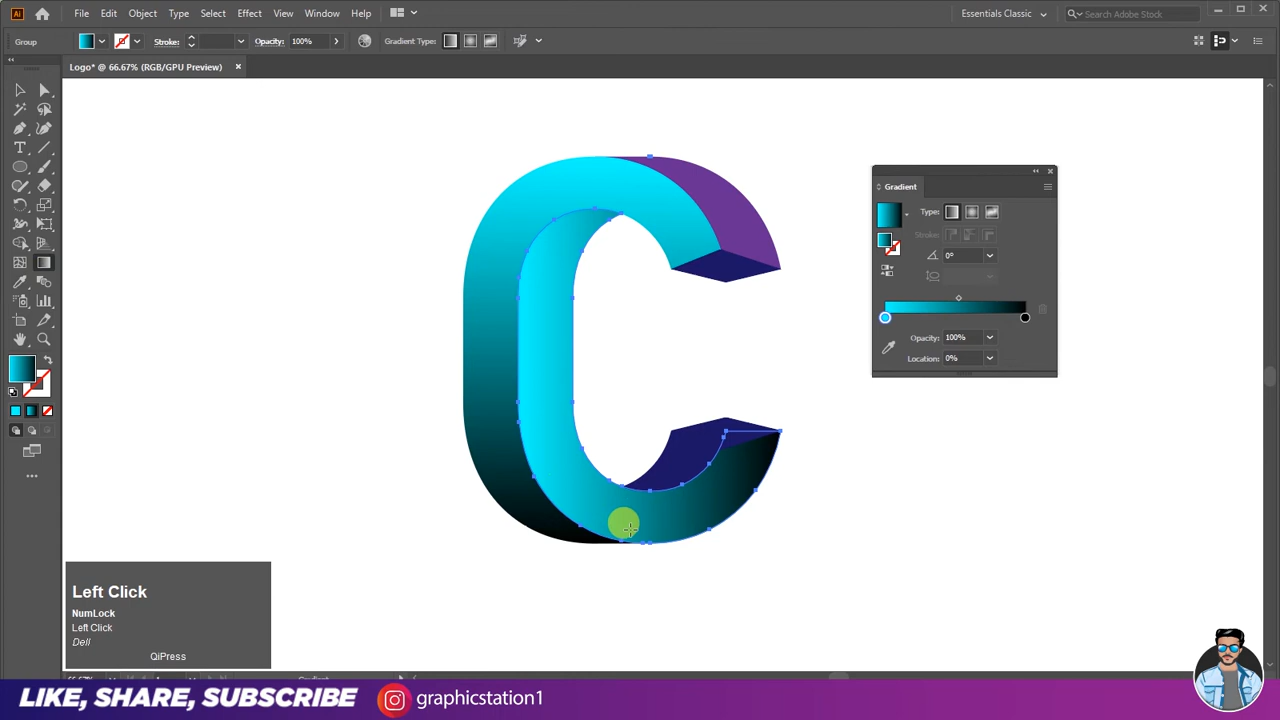 Ai File Edit Object Type Select Effect View Window Help Essentials Classic Search Adobe Stock
Group Stroke: Opacity: 100% Gradient Type:
Logo* @ 66.67% (RGB/GPU Preview)
Gradient
Type:
Stroke:
0°
Opacity: 100%
Location: 0%
Left Click
NumLock
Left Click
Dell
QiPress
LIKE, SHARE, SUBSCRIBE graphicstation1